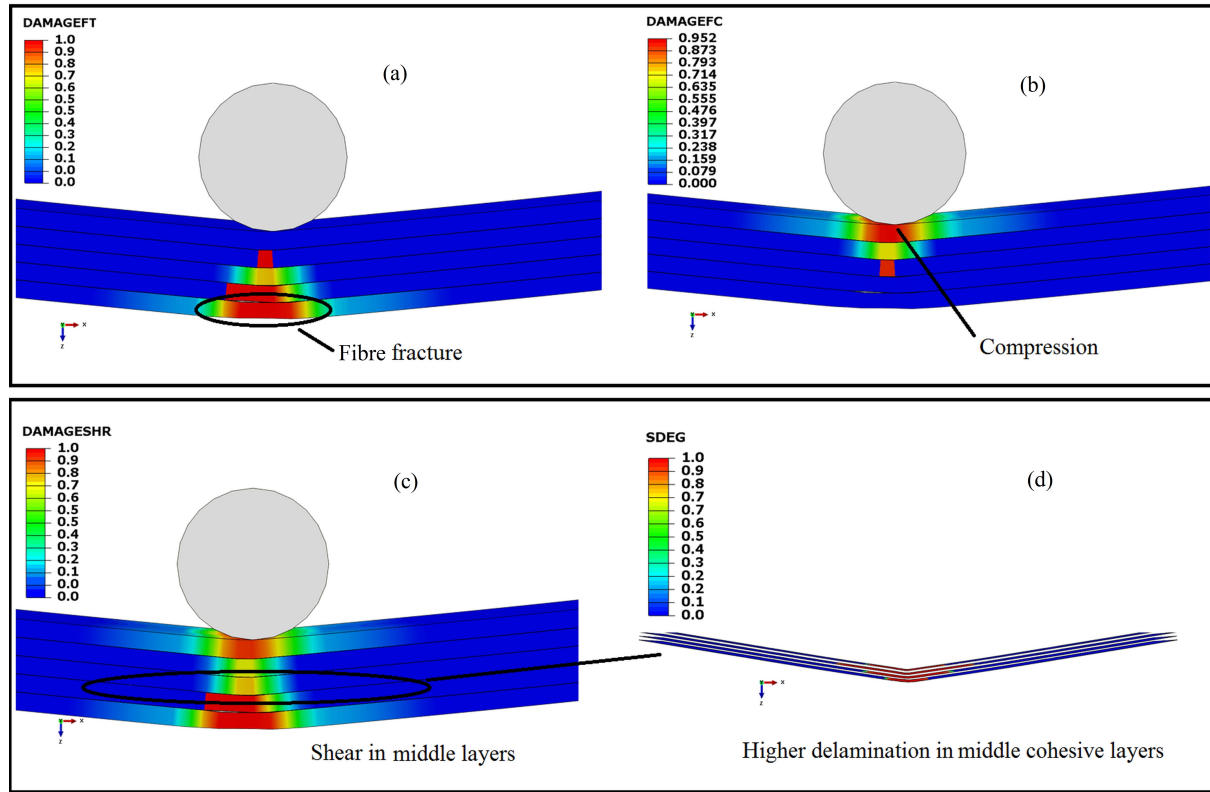 DAMAGEFT
1.0
0.9
0.8
0.7
0.6
0.5
0.5
0.4
0.3
0.2
0.1
0.0
0.0
(a)
x
z
Fibre fracture
DAMAGEFC
0.952
0.873
0.793
0.714
0.635
0.555
0.476
0.397
0.317
0.238
0.159
0.079
0.000
(b)
x
z
Compression
DAMAGESHR
1.0
0.9
0.8
0.7
0.6
0.5
0.5
0.4
0.3
0.2
0.1
0.0
0.0
(c)
x
z
Shear in middle layers
SDEG
1.0
0.9
0.8
0.7
0.6
0.5
0.4
0.3
0.2
0.1
0.0
(d)
x
z
Higher delamination in middle cohesive layers